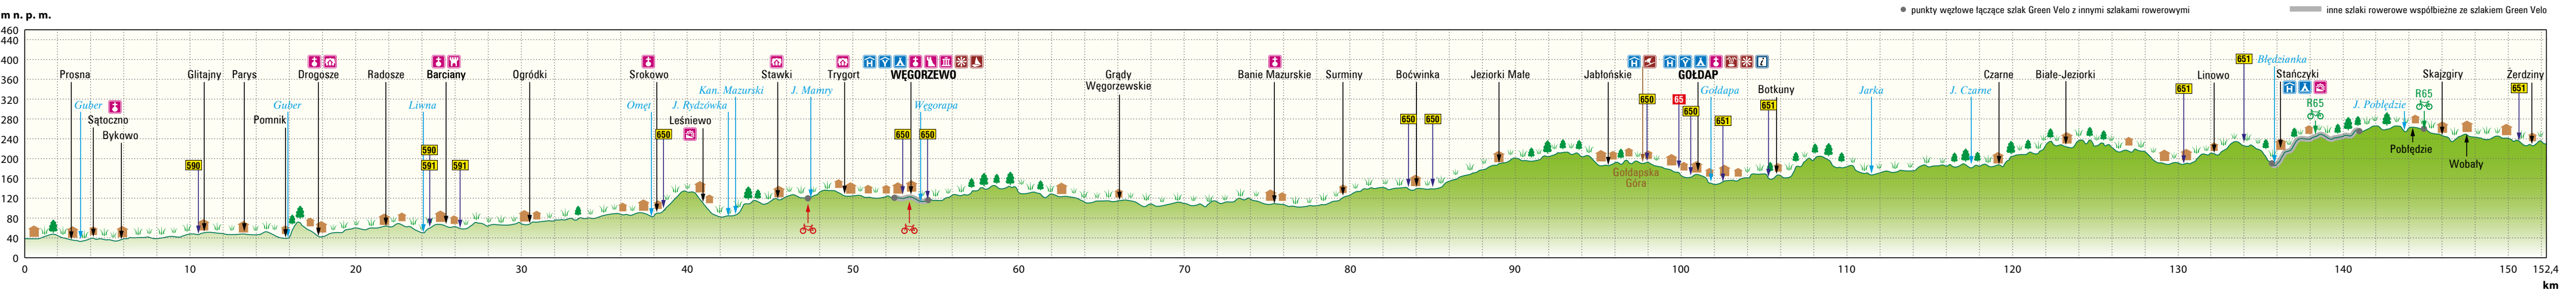 m n. p. m.
punkty węzłowe łączące szlak Green Velo z innymi szlakami rowerowymi
inne szlaki rowerowe współbieżne ze szlakiem Green Velo
460
440
400
360
320
280
240
200
160
120
80
40
0
Prosna
Guber
Sątoczno
Bykowo
590
Glitajny
Parys
Pomnik
Guber
Drogosze
Radosze
Liwna
590
591
Barciany
591
Ogródki
Omęt
Srokowo
650
J. Rydzówka
Leśniewo
Kan. Mazurski
Stawki
J. Mamry
Trygort
650
WĘGORZEWO
Węgorapa
650
Grądy
Węgorzewskie
Banie Mazurskie
Surminy
650
Boćwinka
650
Jeziorki Małe
Jabłońskie
650
Gołdapska
Góra
65
650
GOŁDAP
Gołdapa
651
651
Botkuny
Jarka
J. Czarne
Czarne
Białe-Jeziorki
651
Linowo
651
Błędzianka
Stańczyki
R65
J. Pobłędzie
Pobłędzie
R65
Skajzgiry
Wobały
651
Żerdziny
0
10
20
30
40
50
60
70
80
90
100
110
120
130
140
150
152,4
km